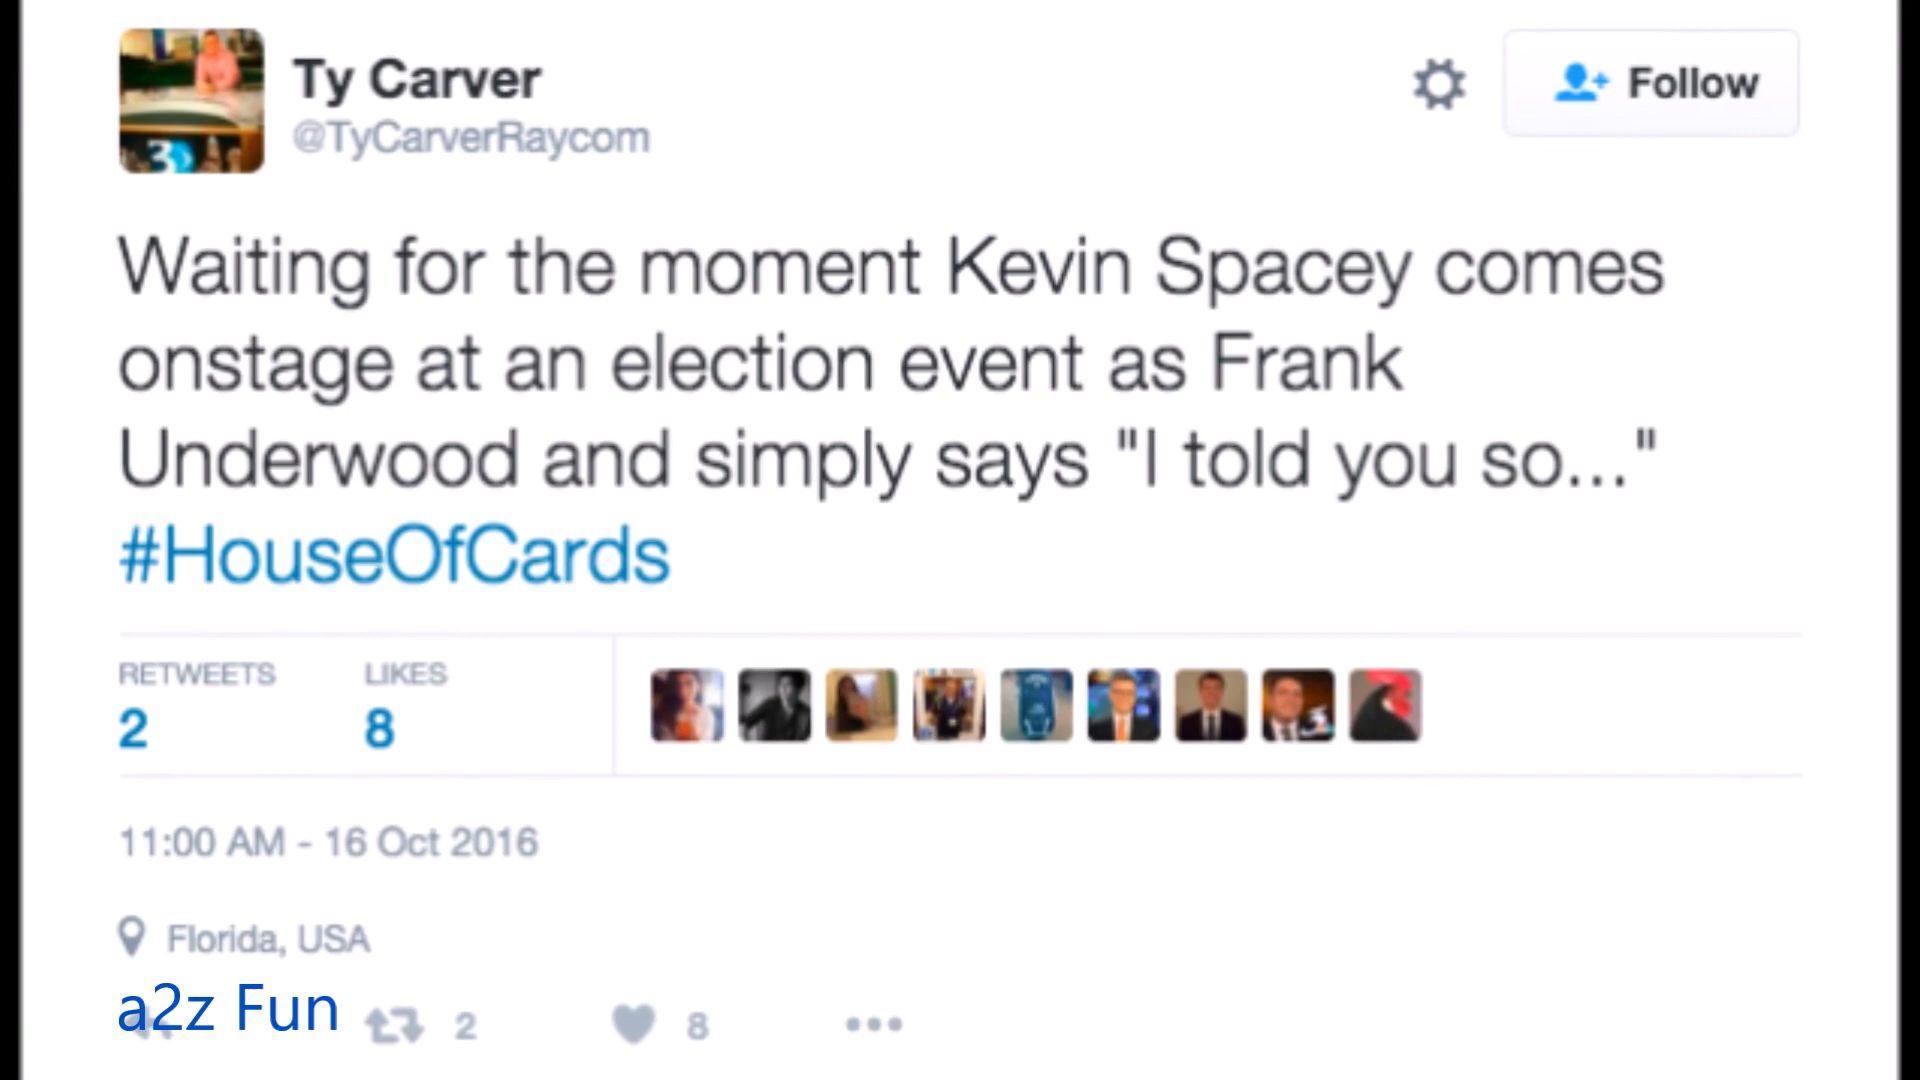 Ty Carver
@TyCarverRaycom
Follow
Waiting for the moment Kevin Spacey comes
onstage at an election event as Frank
Underwood and simply says "I told you so..."
#HouseOfCards
RETWEETS LIKES
2 8
11:00 AM - 16 Oct 2016
Florida, USA
a2z Fun 2 8
3